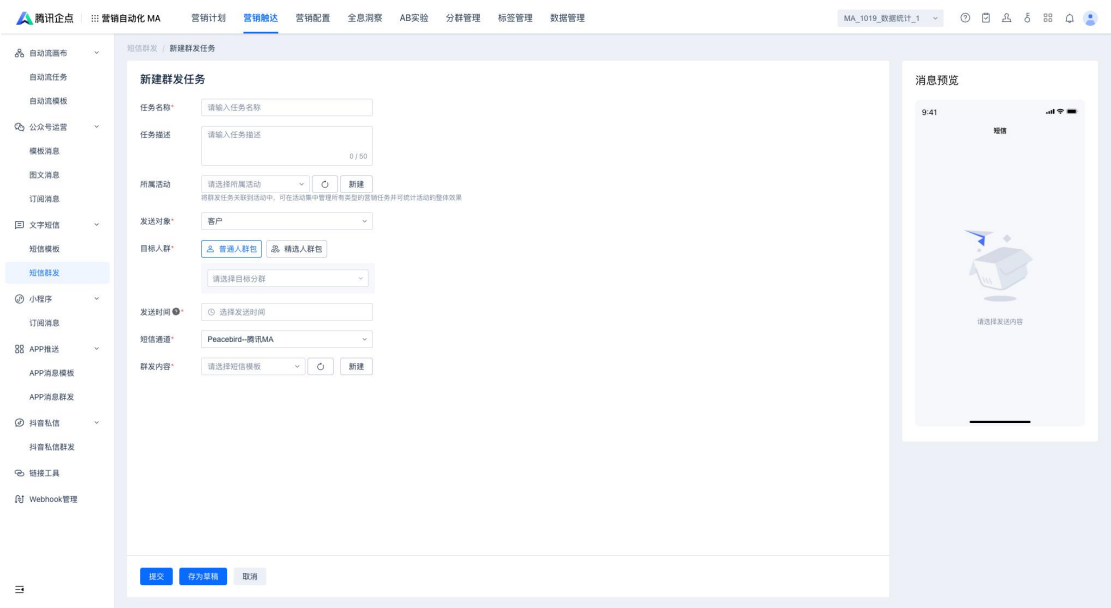 腾讯企点 营销自动化 MA 营销计划 营销触达 营销配置 全息洞察 AB实验 分群管理 标签管理 数据管理 MA_1019_数据统计_1
自动流画布
自动流任务
自动流模板
公众号运营
模板消息
图文消息
订阅消息
文字短信
短信模板
短信群发
小程序
订阅消息
APP推送
APP消息模板
APP消息群发
抖音私信
抖音私信群发
链接工具
Webhook管理
短信群发 / 新建群发任务
新建群发任务
任务名称* 请输入任务名称
任务描述 请输入任务描述
0 / 50
所属活动 请选择所属活动 新建
将群发任务关联到活动中，可在活动集中管理所有类型的营销任务并可统计活动的整体效果
发送对象* 客户
目标人群* 普通人群包 精选人群包
请选择目标分群
发送时间 * 选择发送时间
短信通道* Peacebird--腾讯MA
群发内容* 请选择短信模板 新建
提交 存为草稿 取消
消息预览
9:41
短信
请选择发送内容